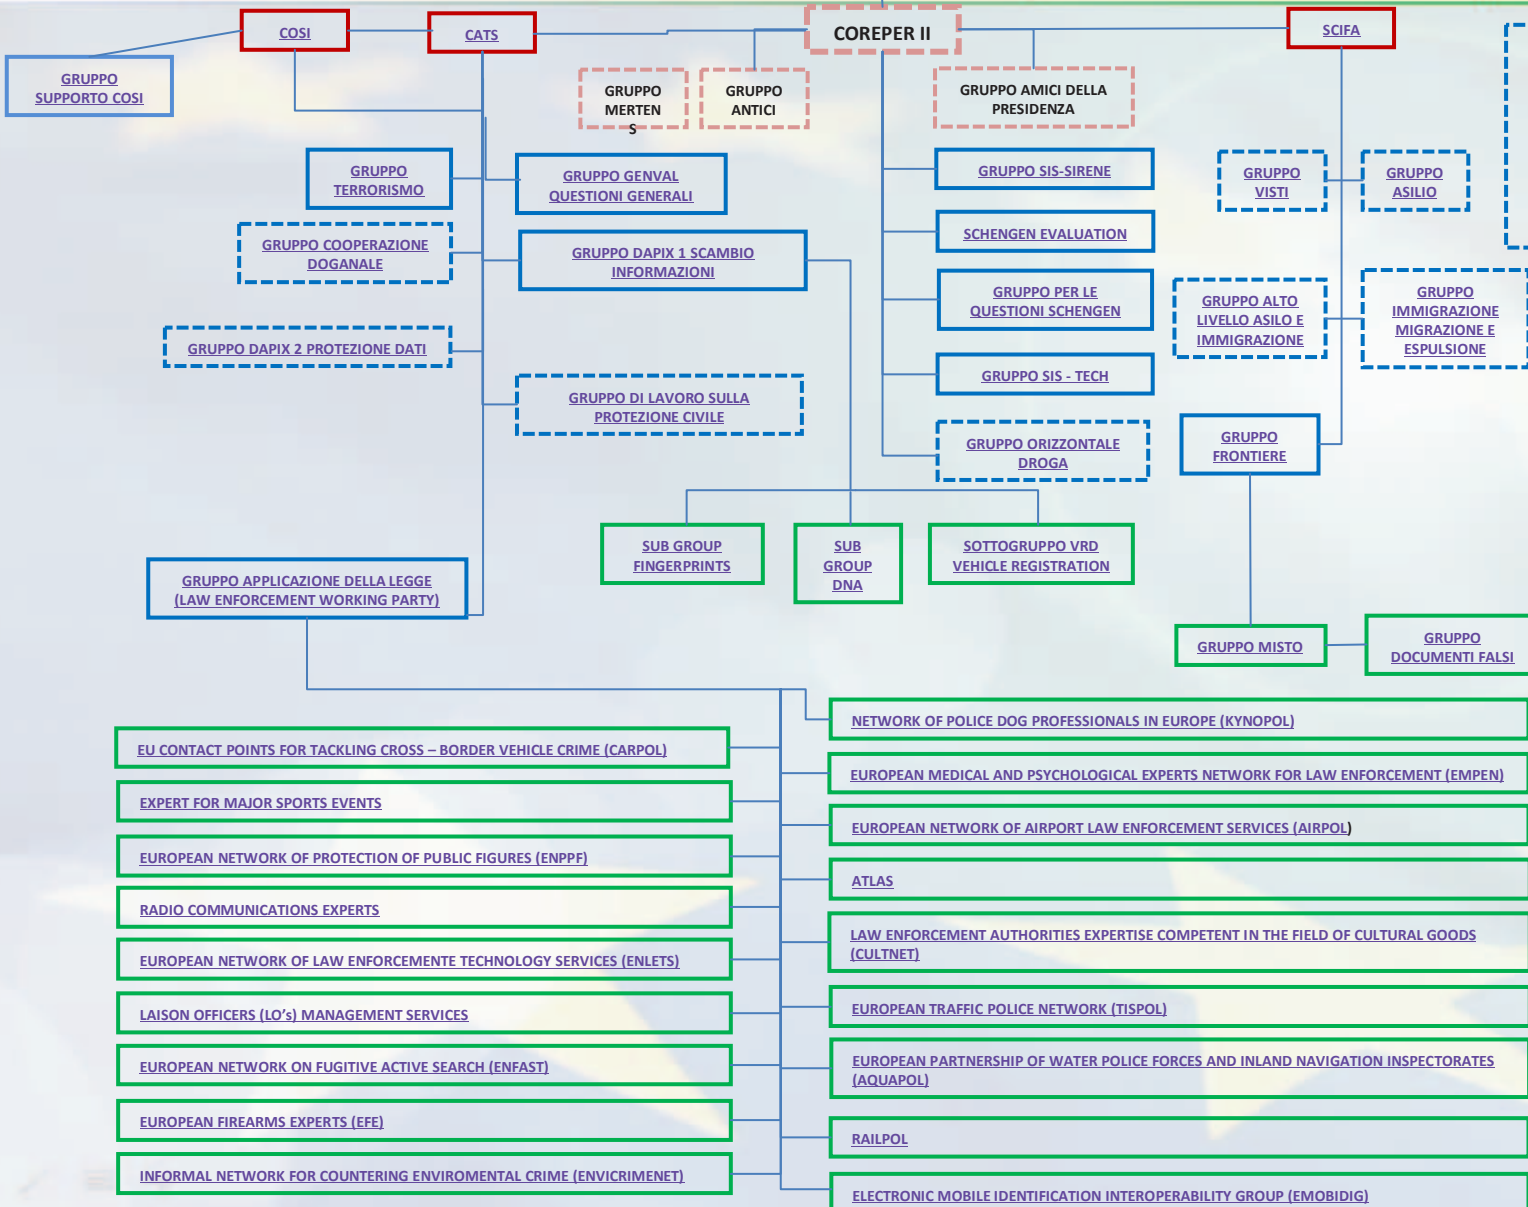 COSI
CATS
COREPER II
SCIFA
GRUPPO
SUPPORTO COSI
GRUPPO
MERTEN
S
GRUPPO
ANTICI
GRUPPO AMICI DELLA
PRESIDENZA
GRUPPO
TERRORISMO
GRUPPO GENVAL
QUESTIONI GENERALI
GRUPPO SIS-SIRENE
GRUPPO
VISTI
GRUPPO
ASILIO
GRUPPO COOPERAZIONE
DOGANALE
GRUPPO DAPIX 1 SCAMBIO
INFORMAZIONI
SCHENGEN EVALUATION
GRUPPO PER LE
QUESTIONI SCHENGEN
GRUPPO ALTO
LIVELLO ASILO E
IMMIGRAZIONE
GRUPPO
IMMIGRAZIONE
MIGRAZIONE E
ESPULSIONE
GRUPPO DAPIX 2 PROTEZIONE DATI
GRUPPO SIS - TECH
GRUPPO DI LAVORO SULLA
PROTEZIONE CIVILE
GRUPPO ORIZZONTALE
DROGA
GRUPPO
FRONTIERE
SUB GROUP
FINGERPRINTS
SUB
GROUP
DNA
SOTTOGRUPPO VRD
VEHICLE REGISTRATION
GRUPPO APPLICAZIONE DELLA LEGGE
(LAW ENFORCEMENT WORKING PARTY)
GRUPPO MISTO
GRUPPO
DOCUMENTI FALSI
EU CONTACT POINTS FOR TACKLING CROSS – BORDER VEHICLE CRIME (CARPOL)
EXPERT FOR MAJOR SPORTS EVENTS
EUROPEAN NETWORK OF PROTECTION OF PUBLIC FIGURES (ENPPF)
RADIO COMMUNICATIONS EXPERTS
EUROPEAN NETWORK OF LAW ENFORCEMENTE TECHNOLOGY SERVICES (ENLETS)
LAISON OFFICERS (LO's) MANAGEMENT SERVICES
EUROPEAN NETWORK ON FUGITIVE ACTIVE SEARCH (ENFAST)
EUROPEAN FIREARMS EXPERTS (EFE)
INFORMAL NETWORK FOR COUNTERING ENVIROMENTAL CRIME (ENVICRIMENET)
NETWORK OF POLICE DOG PROFESSIONALS IN EUROPE (KYNOPOL)
EUROPEAN MEDICAL AND PSYCHOLOGICAL EXPERTS NETWORK FOR LAW ENFORCEMENT (EMPEN)
EUROPEAN NETWORK OF AIRPORT LAW ENFORCEMENT SERVICES (AIRPOL)
ATLAS
LAW ENFORCEMENT AUTHORITIES EXPERTISE COMPETENT IN THE FIELD OF CULTURAL GOODS
(CULTNET)
EUROPEAN TRAFFIC POLICE NETWORK (TISPOL)
EUROPEAN PARTNERSHIP OF WATER POLICE FORCES AND INLAND NAVIGATION INSPECTORATES
(AQUAPOL)
RAILPOL
ELECTRONIC MOBILE IDENTIFICATION INTEROPERABILITY GROUP (EMOBIDIG)